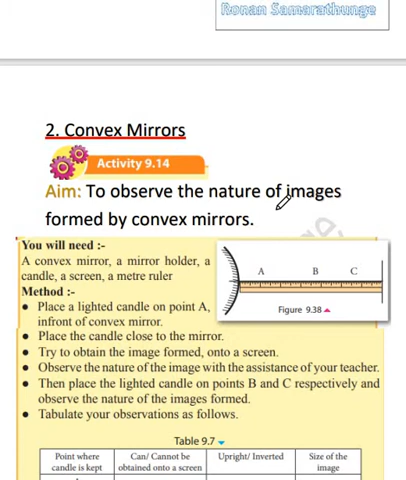 Ronan Samarathunge
2. Convex Mirrors
Activity 9.14
Aim: To observe the nature of images
formed by convex mirrors.
You will need :-
A convex mirror, a mirror holder, a
candle, a screen, a metre ruler
Method :-
• Place a lighted candle on point A,
infront of convex mirror.
A B C
Figure 9.38
• Place the candle close to the mirror.
• Try to obtain the image formed, onto a screen.
• Observe the nature of the image with the assistance of your teacher.
• Then place the lighted candle on points B and C respectively and
observe the nature of the images formed.
• Tabulate your observations as follows.
Table 9.7
Point where Can/ Cannot be Upright/ Inverted Size of the
candle is kept obtained onto a screen image